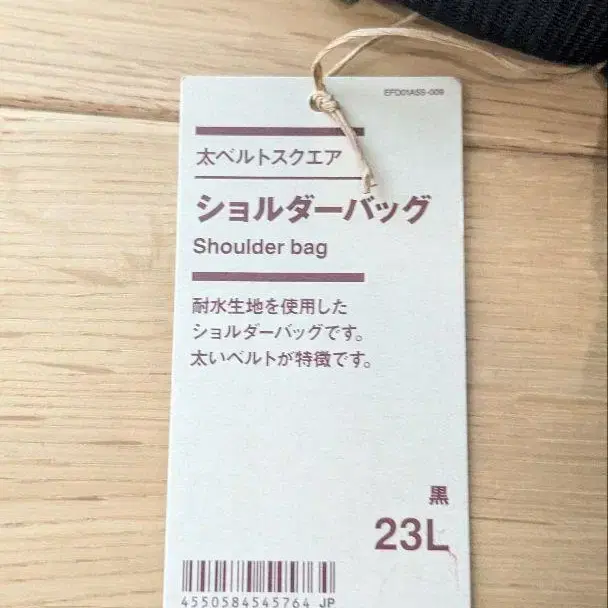 EFD01A5S-009
太ベルトスクエア
ショルダーバッグ
Shoulder bag
耐水生地を使用した
ショルダーバッグです。
太いベルトが特徴です。
黒
23L
4550584545764 JP